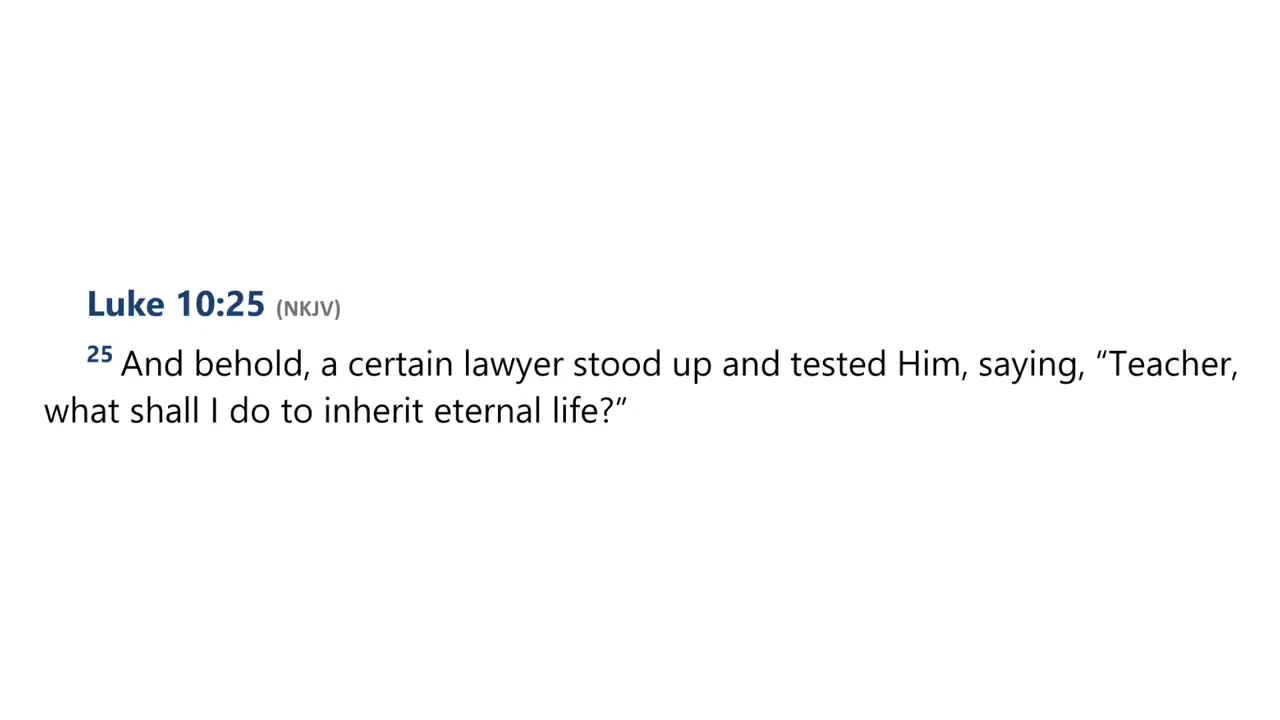 Luke 10:25 (NKJV)
25 And behold, a certain lawyer stood up and tested Him, saying, “Teacher,
what shall I do to inherit eternal life?”